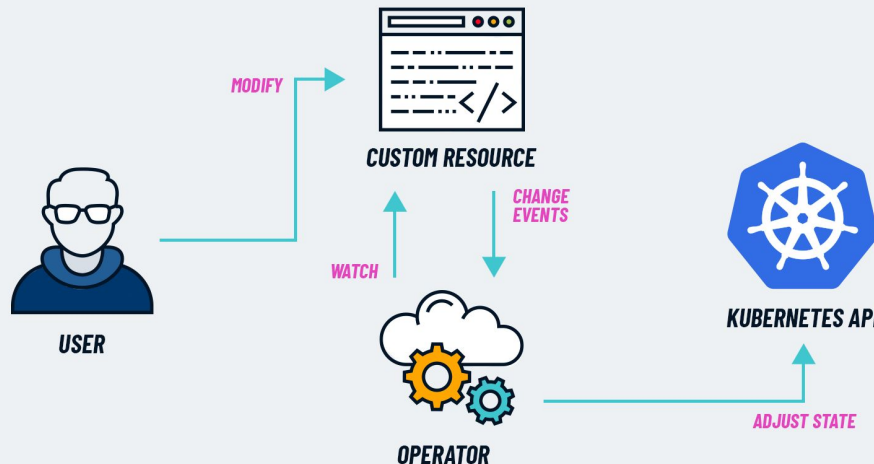 MODIFY
CUSTOM RESOURCE
CHANGE
EVENTS
WATCH
USER
KUBERNETES AP
ADJUST STATE
OPERATOR